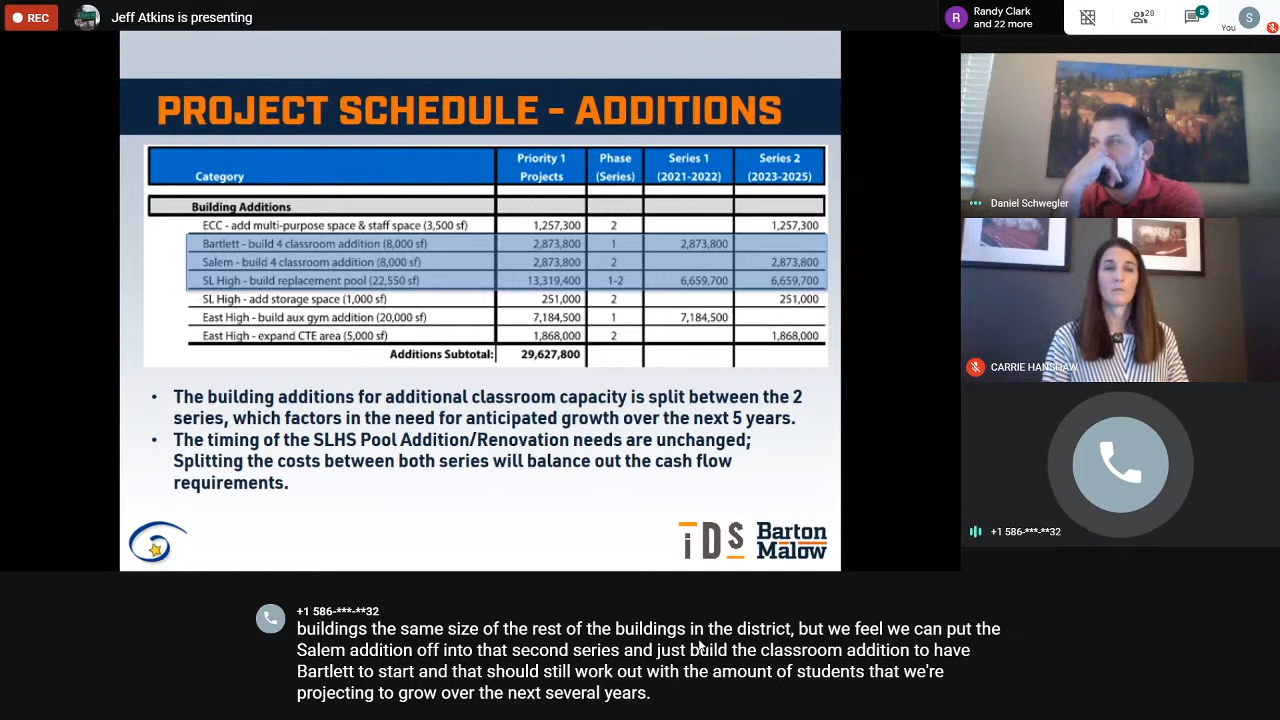 REC
Jeff Atkins is presenting
R
Randy Clark
and 22 more
28
5
You
S
PROJECT SCHEDULE - ADDITIONS
Category Priority 1 Projects Phase (Series) Series 1 (2021-2022) Series 2 (2023-2025)
Building Additions
ECC - add multi-purpose space & staff space (3,500 sf) 1,257,300 2 1,257,300
Bartlett - build 4 classroom addition (8,000 sf) 2,873,800 1 2,873,800
Salem - build 4 classroom addition (8,000 sf) 2,873,800 2 2,873,800
SL High - build replacement pool (22,550 sf) 13,319,400 1-2 6,659,700 6,659,700
SL High - add storage space (1,000 sf) 251,000 2 251,000
East High - build aux gym addition (20,000 sf) 7,184,500 1 7,184,500
East High - expand CTE area (5,000 sf) 1,868,000 2 1,868,000
Additions Subtotal: 29,627,800
• The building additions for additional classroom capacity is split between the 2
series, which factors in the need for anticipated growth over the next 5 years.
• The timing of the SLHS Pool Addition/Renovation needs are unchanged;
Splitting the costs between both series will balance out the cash flow
requirements.
iDS
Barton
Malow
Daniel Schwegler
CARRIE HANSHAW
+1 586-***-**32
+1 586-***-**32
buildings the same size of the rest of the buildings in the district, but we feel we can put the
Salem addition off into that second series and just build the classroom addition to have
Bartlett to start and that should still work out with the amount of students that we're
projecting to grow over the next several years.